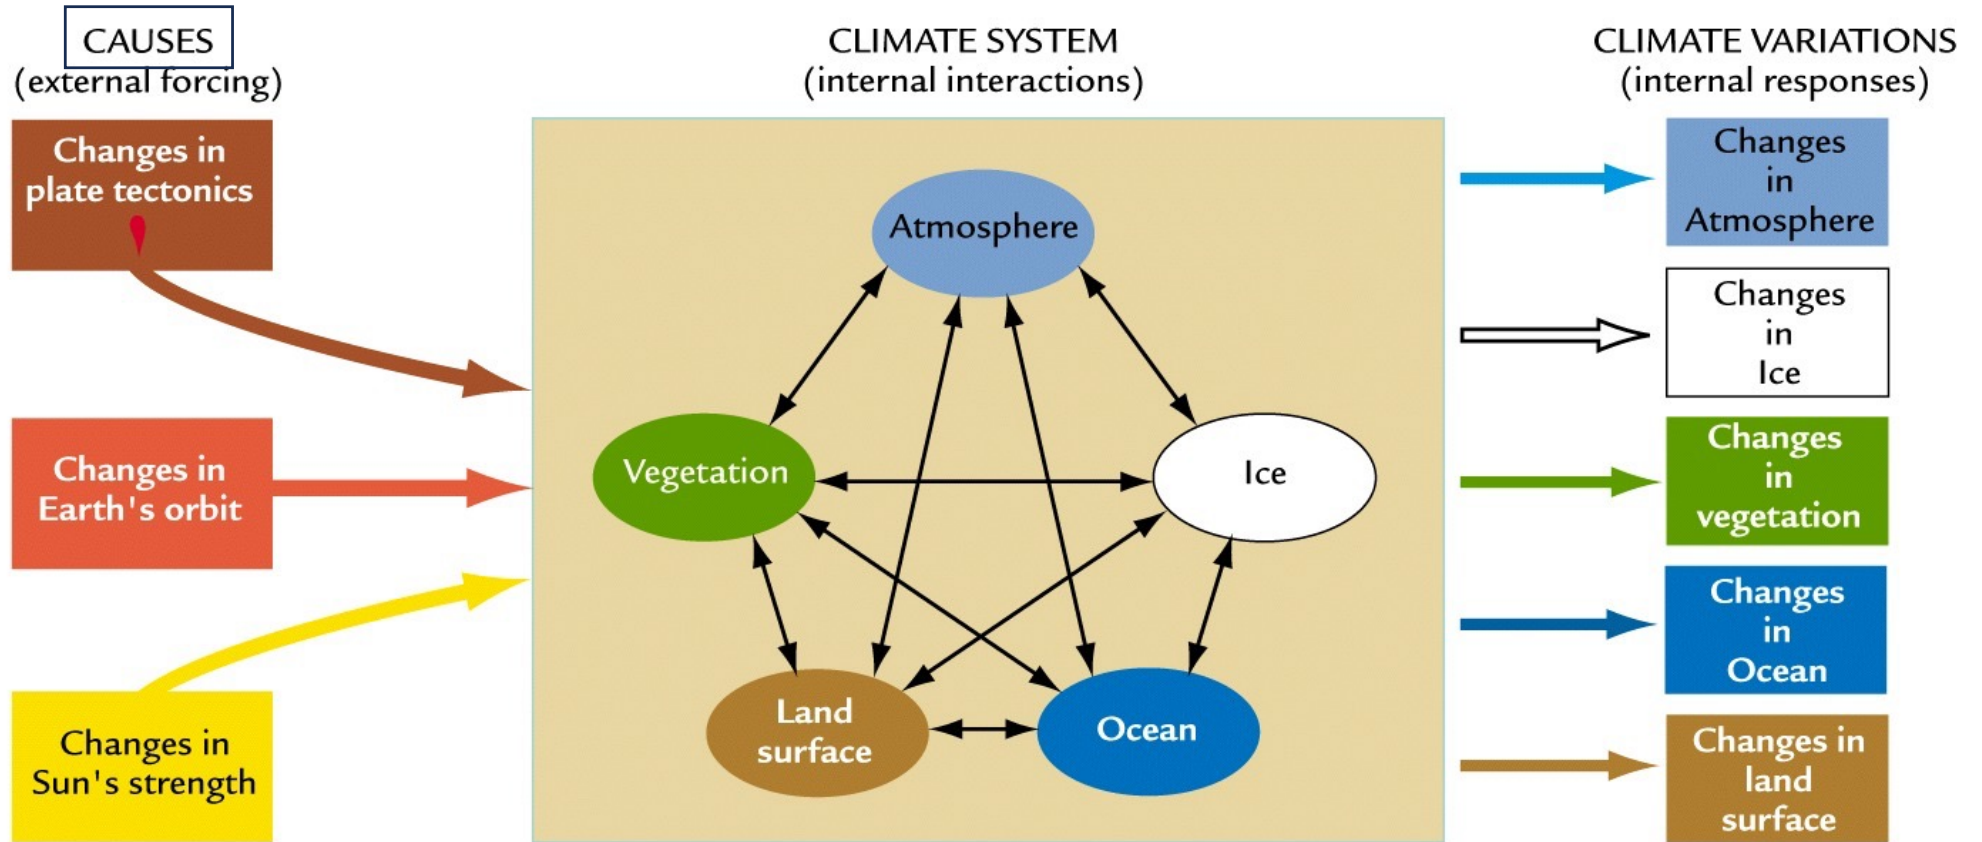 CAUSES
(external forcing)
Changes in
plate tectonics
Changes in
Earth's orbit
Changes in
Sun's strength
CLIMATE SYSTEM
(internal interactions)
Atmosphere
Vegetation
Ice
Land
surface
Ocean
CLIMATE VARIATIONS
(internal responses)
Changes
in
Atmosphere
Changes
in
Ice
Changes
in
vegetation
Changes
in
Ocean
Changes in
land
surface